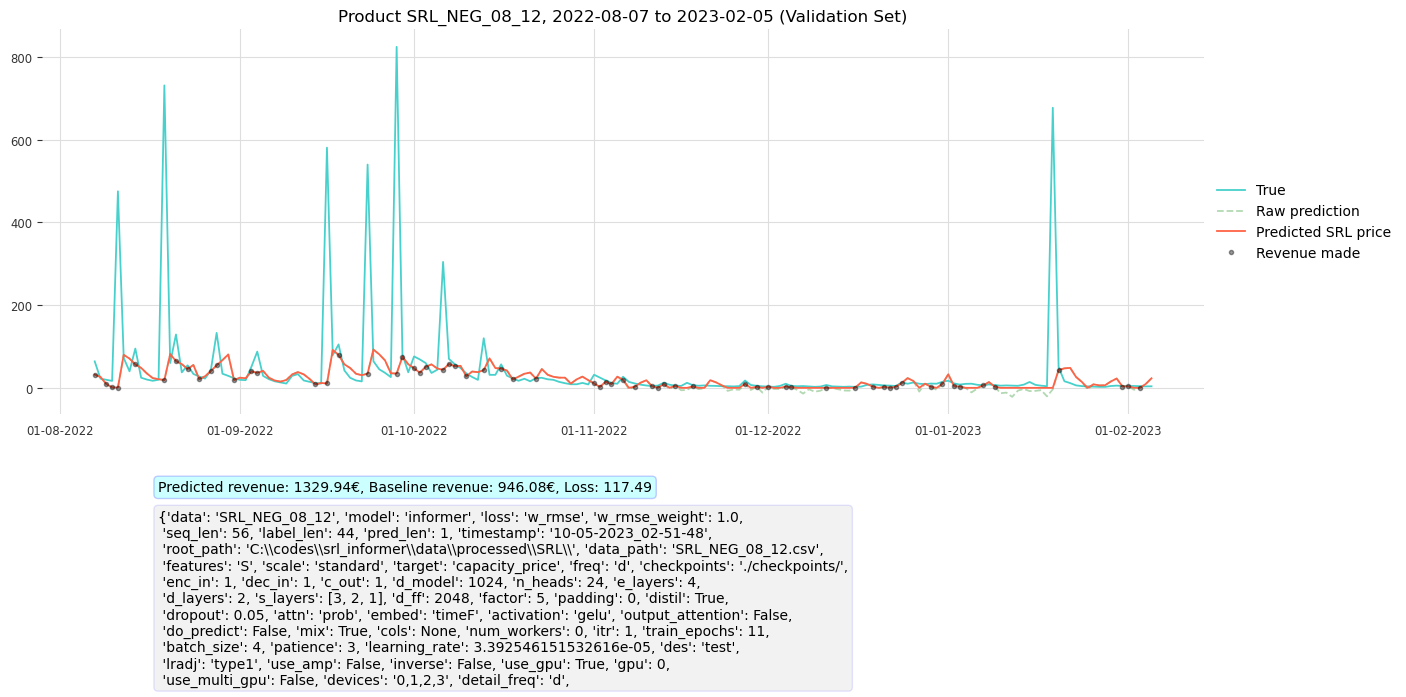 Product SRL_NEG_08_12, 2022-08-07 to 2023-02-05 (Validation Set)
800
600
400
200
0
01-08-2022
01-09-2022
01-10-2022
01-11-2022
01-12-2022
01-01-2023
01-02-2023
True
Raw prediction
Predicted SRL price
Revenue made
Predicted revenue: 1329.94€, Baseline revenue: 946.08€, Loss: 117.49
{'data': 'SRL_NEG_08_12', 'model': 'informer', 'loss': 'w_rmse', 'w_rmse_weight': 1.0,
'seq_len': 56, 'label_len': 44, 'pred_len': 1, 'timestamp': '10-05-2023_02-51-48',
'root_path': 'C:\\codes\\srl_informer\\data\\processed\\SRL\\', 'data_path': 'SRL_NEG_08_12.csv',
'features': 'S', 'scale': 'standard', 'target': 'capacity_price', 'freq': 'd', 'checkpoints': './checkpoints/',
'enc_in': 1, 'dec_in': 1, 'c_out': 1, 'd_model': 1024, 'n_heads': 24, 'e_layers': 4,
'd_layers': 2, 's_layers': [3, 2, 1], 'd_ff': 2048, 'factor': 5, 'padding': 0, 'distil': True,
'dropout': 0.05, 'attn': 'prob', 'embed': 'timeF', 'activation': 'gelu', 'output_attention': False,
'do_predict': False, 'mix': True, 'cols': None, 'num_workers': 0, 'itr': 1, 'train_epochs': 11,
'batch_size': 4, 'patience': 3, 'learning_rate': 3.392546151532616e-05, 'des': 'test',
'lradj': 'type1', 'use_amp': False, 'inverse': False, 'use_gpu': True, 'gpu': 0,
'use_multi_gpu': False, 'devices': '0,1,2,3', 'detail_freq': 'd',